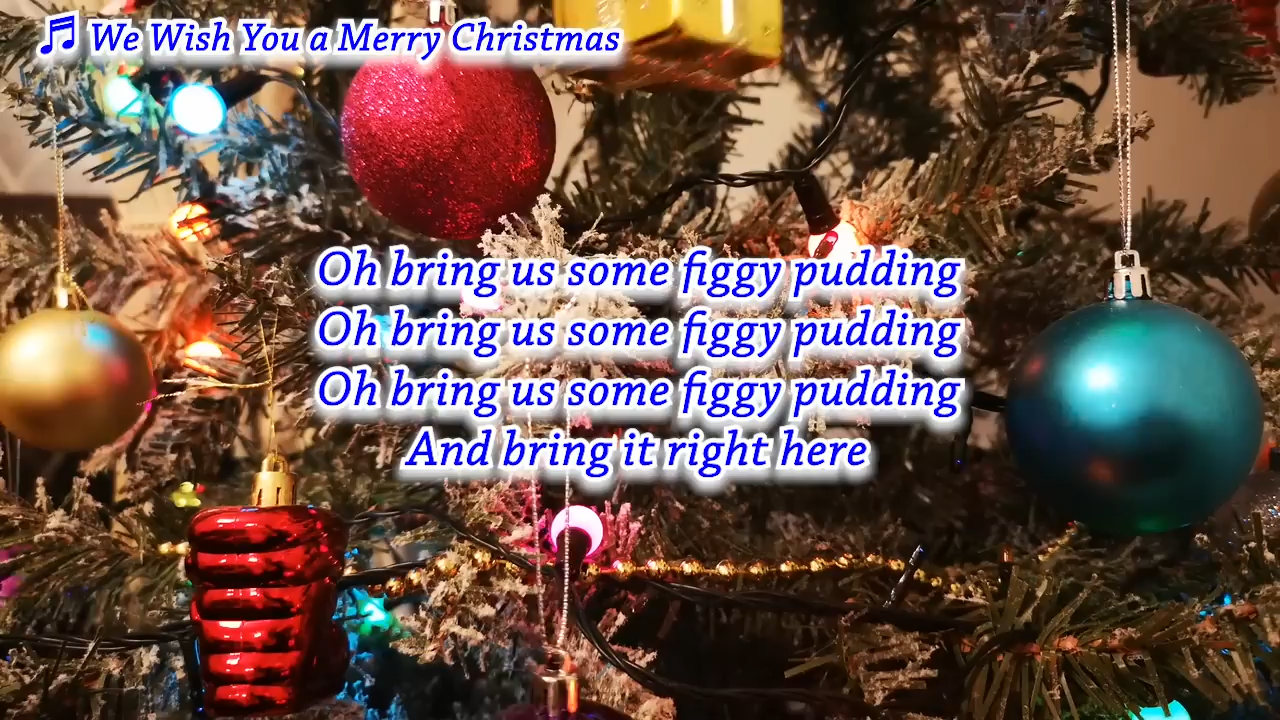 🎵 We Wish You a Merry Christmas
Oh bring us some figgy pudding
Oh bring us some figgy pudding
Oh bring us some figgy pudding
And bring it right here